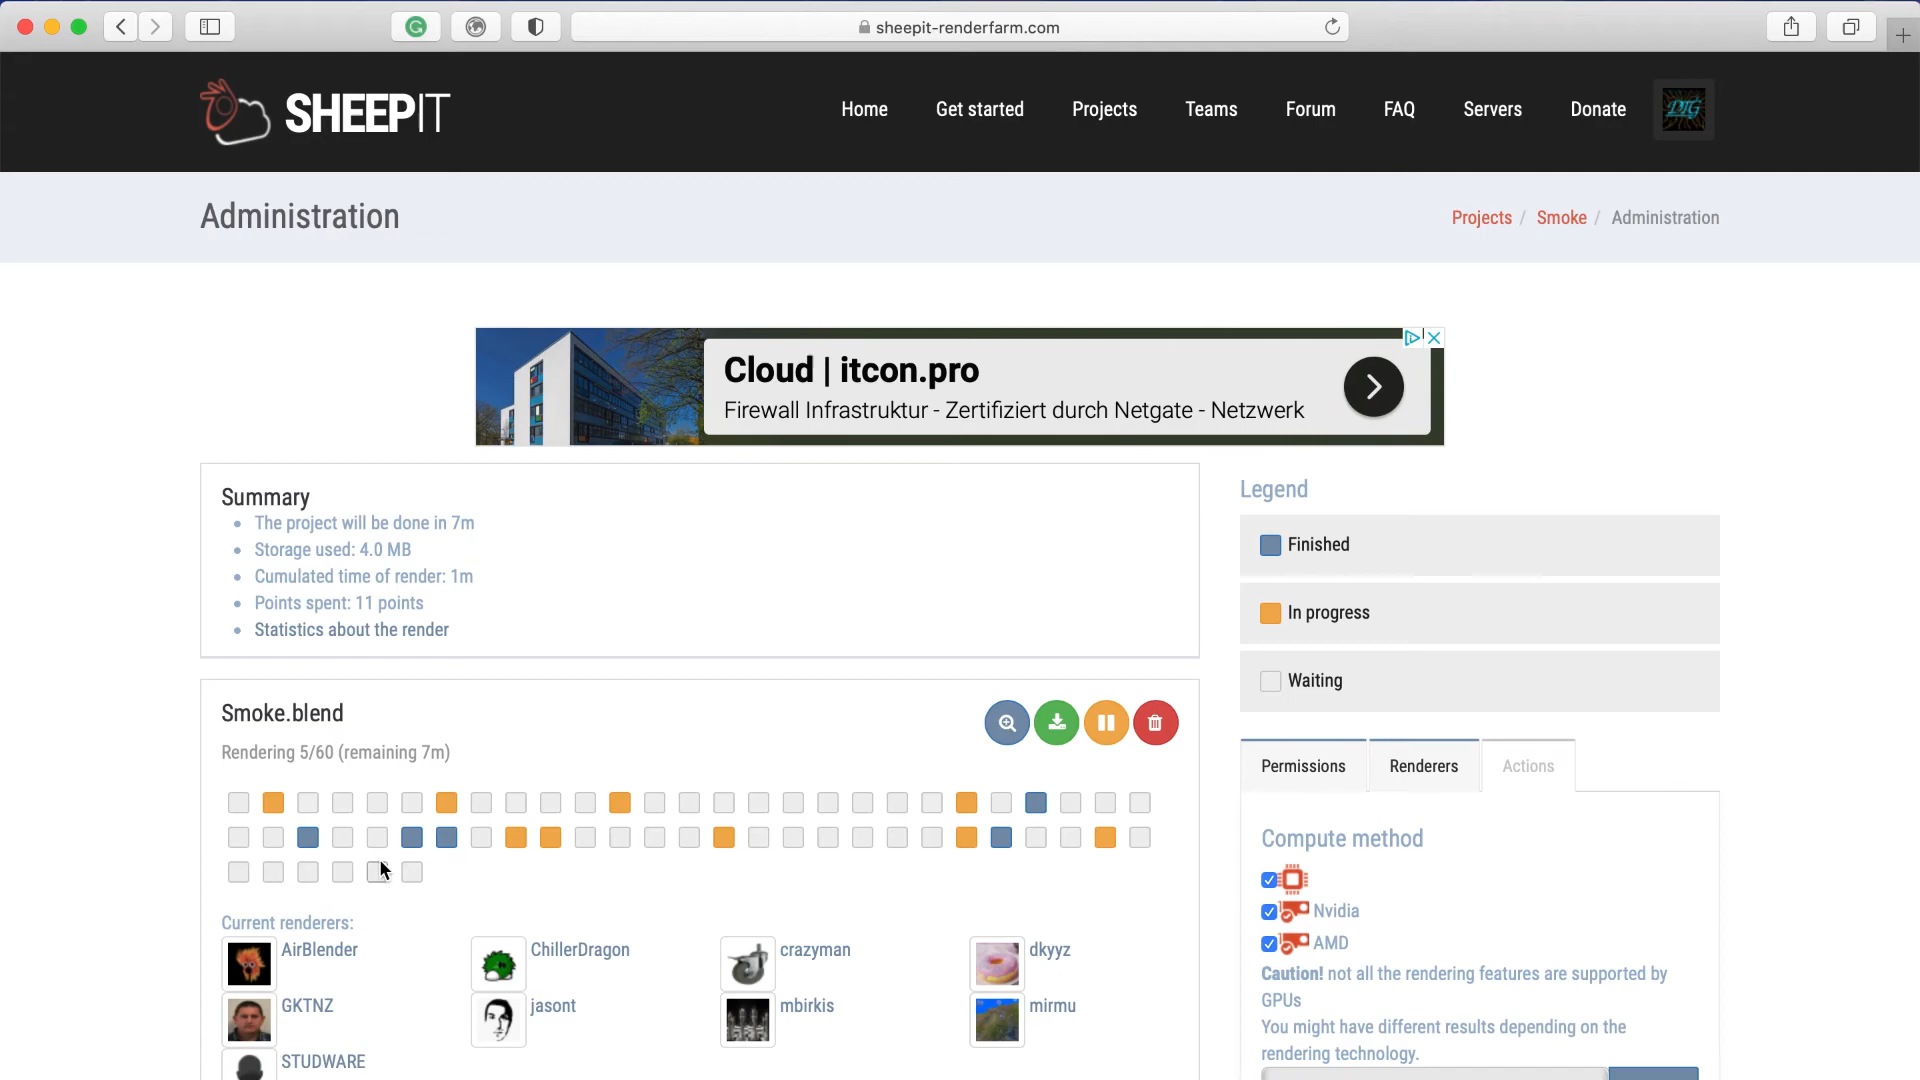 sheepit-renderfarm.com
SHEEPIT
Home Get started Projects Teams Forum FAQ Servers Donate
DTG
Administration
Projects / Smoke / Administration
Cloud | itcon.pro
Firewall Infrastruktur - Zertifiziert durch Netgate - Netzwerk
Summary
The project will be done in 7m
Storage used: 4.0 MB
Cumulated time of render: 1m
Points spent: 11 points
Statistics about the render
Smoke.blend
Rendering 5/60 (remaining 7m)
Current renderers:
AirBlender
ChillerDragon
crazyman
dkyyz
GKTNZ
jasont
mbirkis
mirmu
STUDWARE
Legend
Finished
In progress
Waiting
Permissions Renderers Actions
Compute method
Nvidia
AMD
Caution! not all the rendering features are supported by
GPUs
You might have different results depending on the
rendering technology.